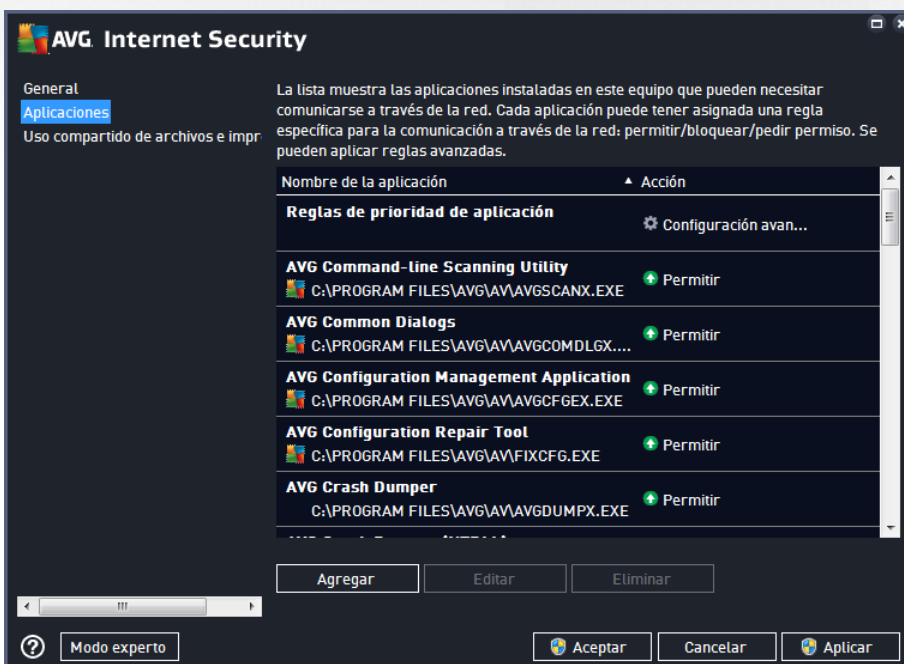 AVG Internet Security
General
Aplicaciones
Uso compartido de archivos e impr
La lista muestra las aplicaciones instaladas en este equipo que pueden necesitar
comunicarse a través de la red. Cada aplicación puede tener asignada una regla
específica para la comunicación a través de la red: permitir/bloquear/pedir permiso. Se
pueden aplicar reglas avanzadas.
Nombre de la aplicación Acción
Reglas de prioridad de aplicación
Configuración avan...
AVG Command-line Scanning Utility
C:\PROGRAM FILES\AVG\AV\AVGSCANX.EXE
Permitir
AVG Common Dialogs
C:\PROGRAM FILES\AVG\AV\AVGCOMDLGX....
Permitir
AVG Configuration Management Application
C:\PROGRAM FILES\AVG\AV\AVGCFGEX.EXE
Permitir
AVG Configuration Repair Tool
C:\PROGRAM FILES\AVG\AV\FIXCFG.EXE
Permitir
AVG Crash Dumper
C:\PROGRAM FILES\AVG\AV\AVGDUMPX.EXE
Permitir
Agregar Editar Eliminar
Modo experto Aceptar Cancelar Aplicar